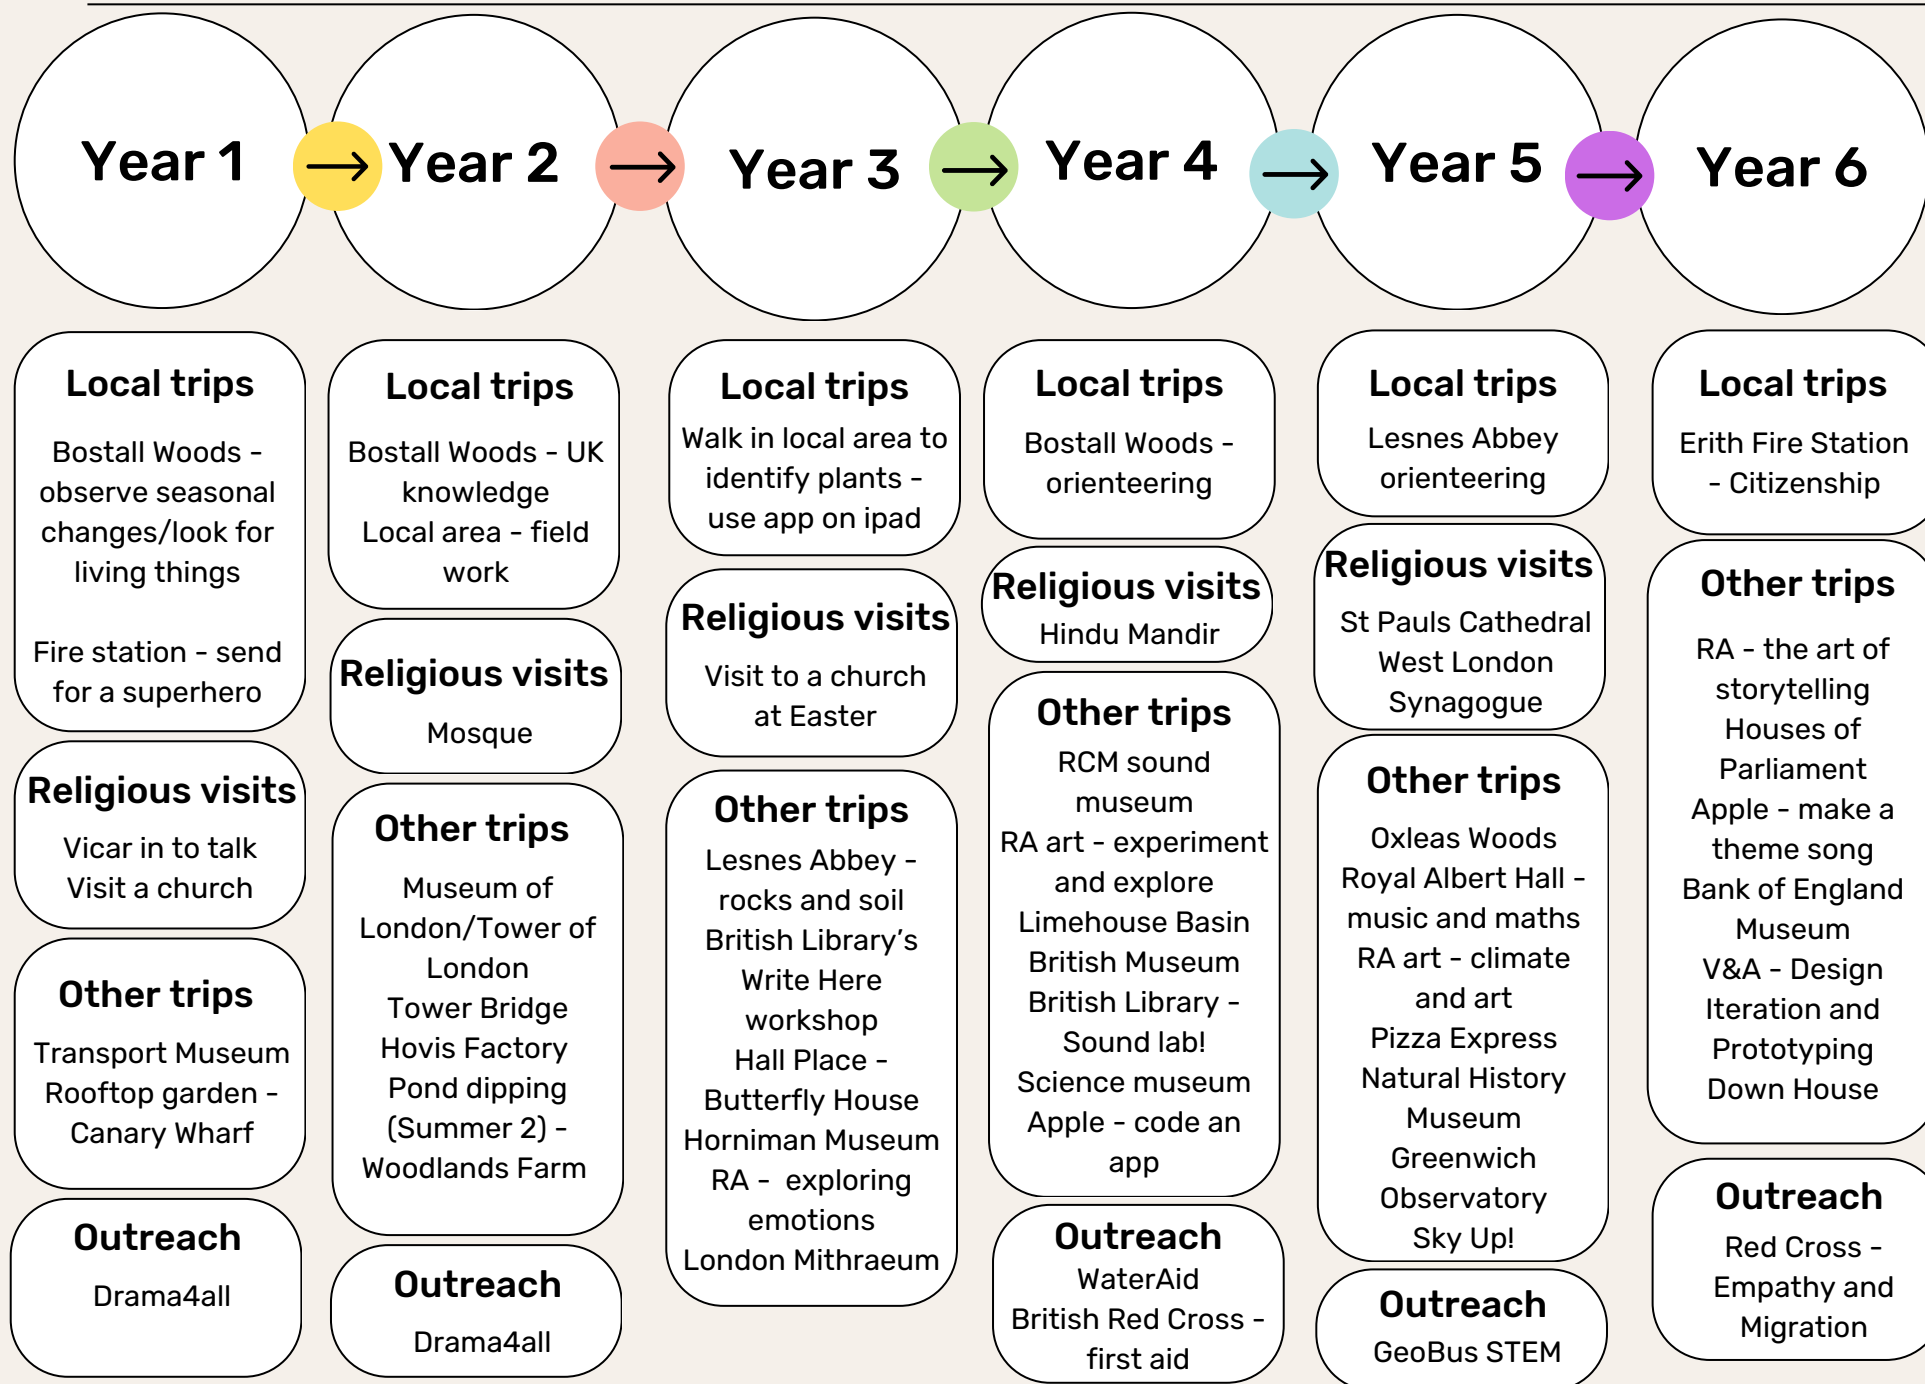 Year 1
Year 2
Year 3
Year 4
Year 5
Year 6
Local trips
Bostall Woods -
observe seasonal
changes/look for
living things
Fire station - send
for a superhero
Religious visits
Vicar in to talk
Visit a church
Other trips
Transport Museum
Rooftop garden -
Canary Wharf
Outreach
Drama4all
Local trips
Bostall Woods - UK
knowledge
Local area - field
work
Religious visits
Mosque
Other trips
Museum of
London/Tower of
London
Tower Bridge
Hovis Factory
Pond dipping
(Summer 2) -
Woodlands Farm
Outreach
Drama4all
Local trips
Walk in local area to
identify plants -
use app on ipad
Religious visits
Visit to a church
at Easter
Other trips
Lesnes Abbey -
rocks and soil
British Library’s
Write Here
workshop
Hall Place -
Butterfly House
Horniman Museum
RA - exploring
emotions
London Mithraeum
Local trips
Bostall Woods -
orienteering
Religious visits
Hindu Mandir
Other trips
RCM sound
museum
RA art - experiment
and explore
Limehouse Basin
British Museum
British Library -
Sound lab!
Science museum
Apple - code an
app
Outreach
WaterAid
British Red Cross -
first aid
Local trips
Lesnes Abbey
orienteering
Religious visits
St Pauls Cathedral
West London
Synagogue
Other trips
Oxleas Woods
Royal Albert Hall -
music and maths
RA art - climate
and art
Pizza Express
Natural History
Museum
Greenwich
Observatory
Sky Up!
Outreach
GeoBus STEM
Local trips
Erith Fire Station
- Citizenship
Other trips
RA - the art of
storytelling
Houses of
Parliament
Apple - make a
theme song
Bank of England
Museum
V&A - Design
Iteration and
Prototyping
Down House
Outreach
Red Cross -
Empathy and
Migration